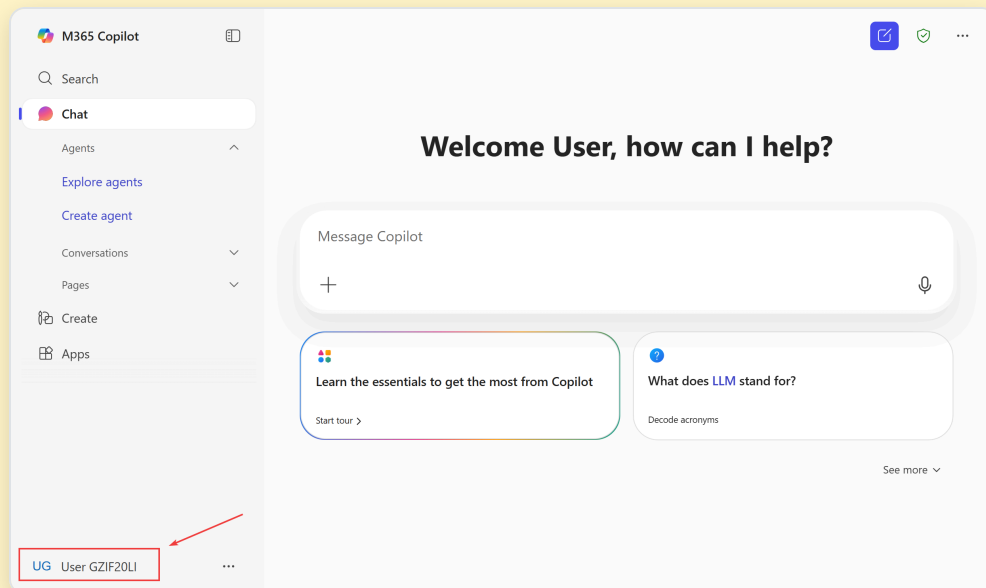 M365 Copilot
Search
Chat
Agents
Explore agents
Create agent
Conversations
Pages
Create
Apps
UG User GZIF20LI
Welcome User, how can I help?
Message Copilot
Learn the essentials to get the most from Copilot
Start tour
What does LLM stand for?
Decode acronyms
See more